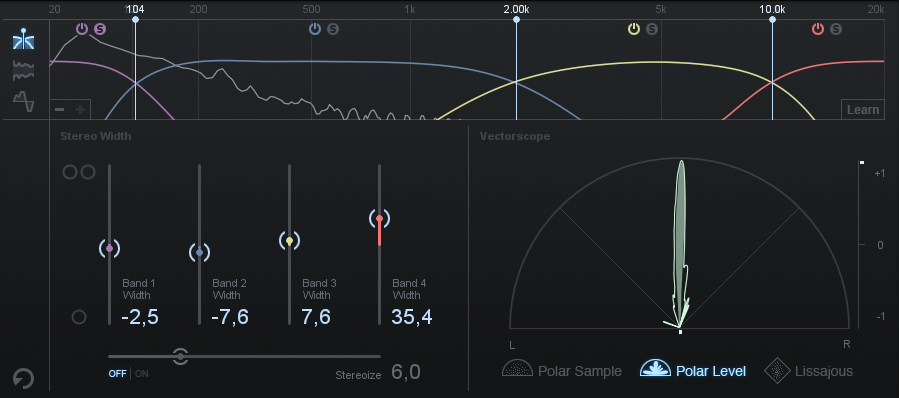 20 104 200 500 2.00k 5k 10.0k 20k
S S S S
Learn
Stereo Width Vectorscope
+1
0
-1
Band 1 Width Band 2 Width Band 3 Width Band 4 Width
-2,5 -7,6 7,6 35,4
L R
OFF ON Stereoize 6,0
Polar Sample Polar Level Lissajous